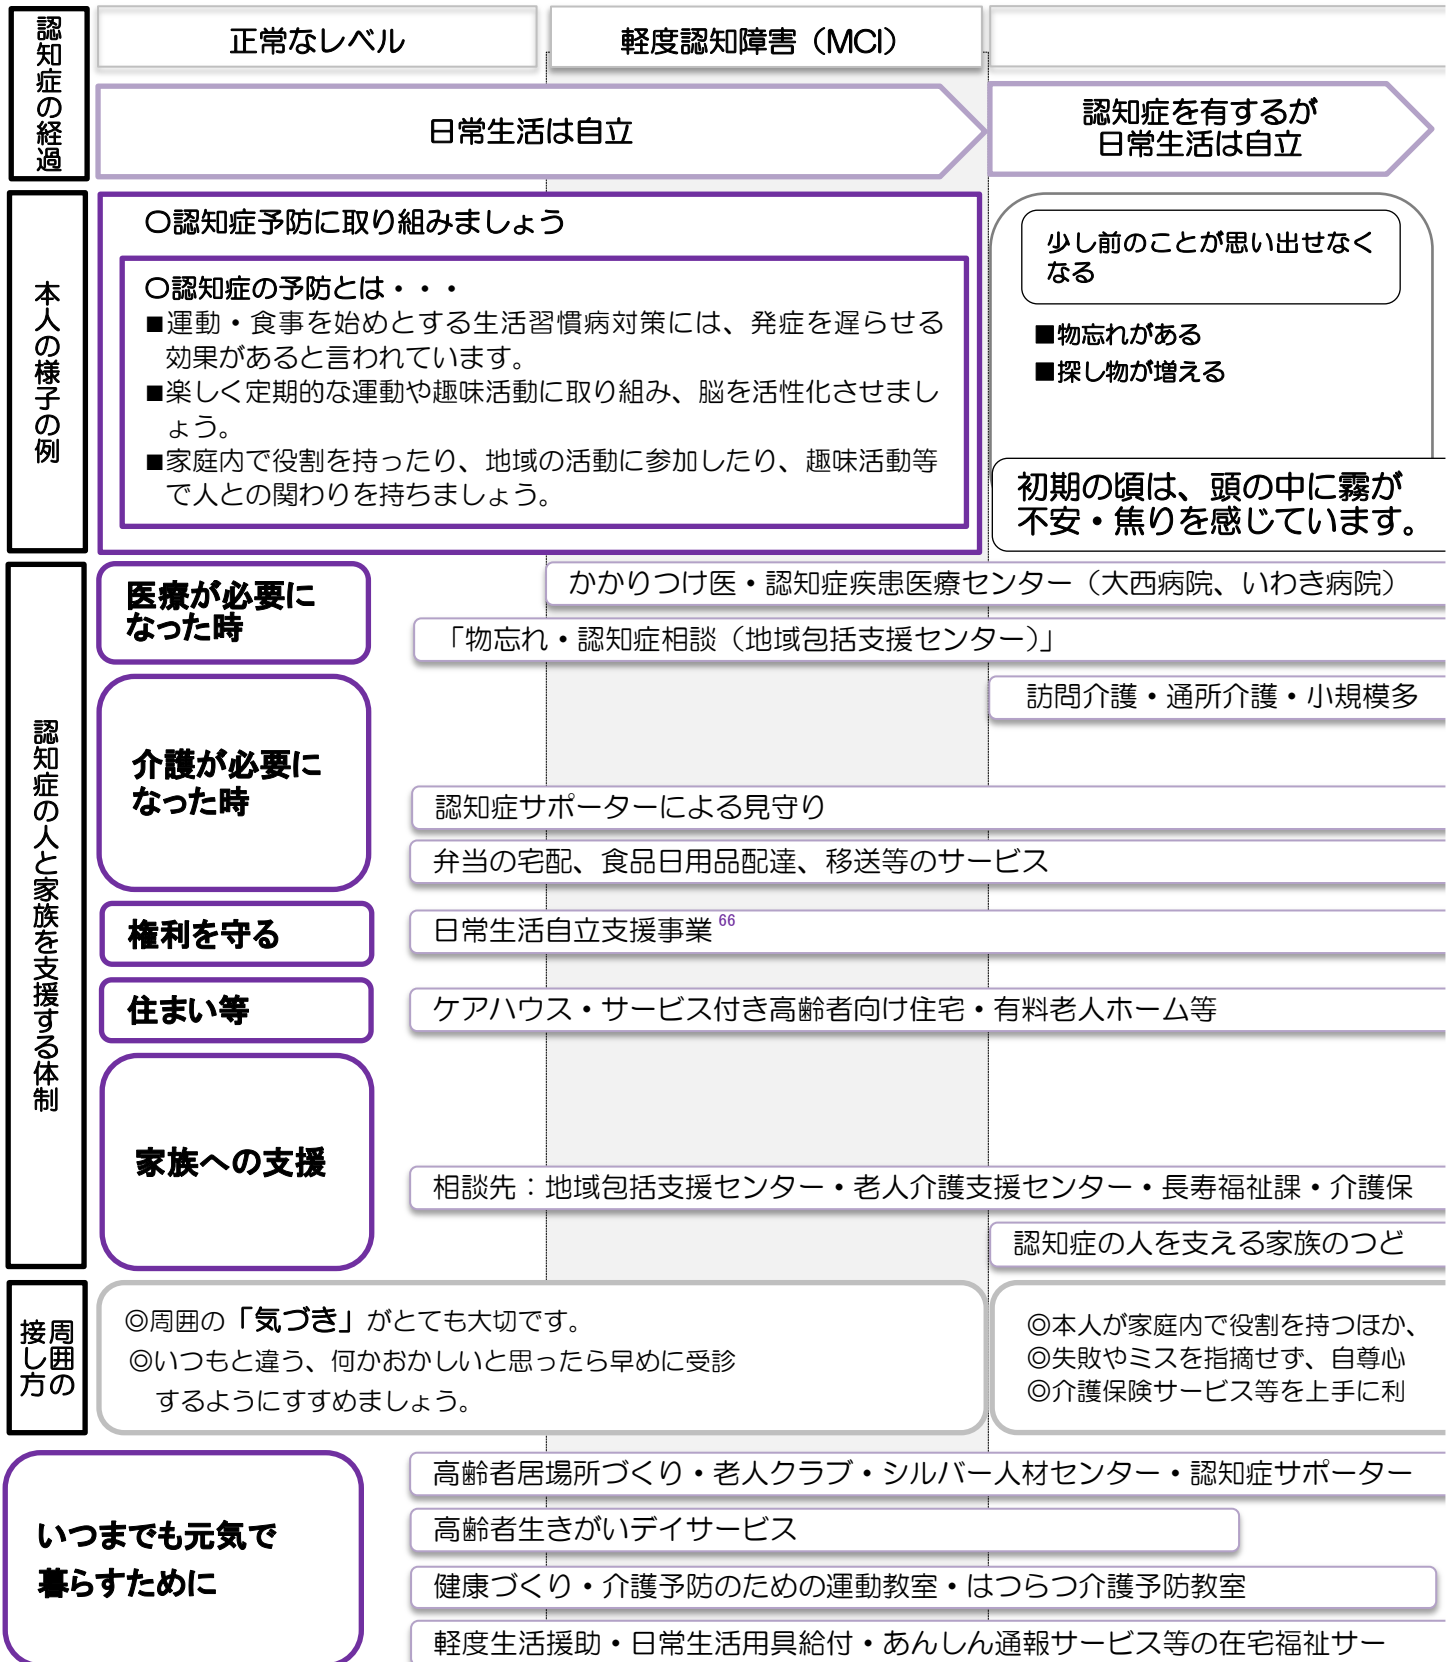 認知症の経過
正常なレベル
軽度認知障害（MCI）
日常生活は自立
認知症を有するが
日常生活は自立
本人の様子の例
〇認知症予防に取り組みましょう
〇認知症の予防とは・・・
■運動・食事を始めとする生活習慣病対策には、発症を遅らせる
効果があると言われています。
■楽しく定期的な運動や趣味活動に取り組み、脳を活性化させまし
ょう。
■家庭内で役割を持ったり、地域の活動に参加したり、趣味活動等
で人との関わりを持ちましょう。
少し前のことが思い出せなく
なる
■物忘れがある
■探し物が増える
初期の頃は、頭の中に霧が
不安・焦りを感じています。
認知症の人と家族を支援する体制
医療が必要に
なった時
かかりつけ医・認知症疾患医療センター（大西病院、いわき病院）
「物忘れ・認知症相談（地域包括支援センター）」
介護が必要に
なった時
訪問介護・通所介護・小規模多
認知症サポーターによる見守り
弁当の宅配、食品日用品配達、移送等のサービス
権利を守る
日常生活自立支援事業66
住まい等
ケアハウス・サービス付き高齢者向け住宅・有料老人ホーム等
家族への支援
相談先：地域包括支援センター・老人介護支援センター・長寿福祉課・介護保
認知症の人を支える家族のつど
周囲の
接し方
◎周囲の「気づき」がとても大切です。
◎いつもと違う、何かおかしいと思ったら早めに受診
するようにすすめましょう。
◎本人が家庭内で役割を持つほか、
◎失敗やミスを指摘せず、自尊心
◎介護保険サービス等を上手に利
いつまでも元気で
暮らすために
高齢者居場所づくり・老人クラブ・シルバー人材センター・認知症サポーター
高齢者生きがいデイサービス
健康づくり・介護予防のための運動教室・はつらつ介護予防教室
軽度生活援助・日常生活用具給付・あんしん通報サービス等の在宅福祉サー